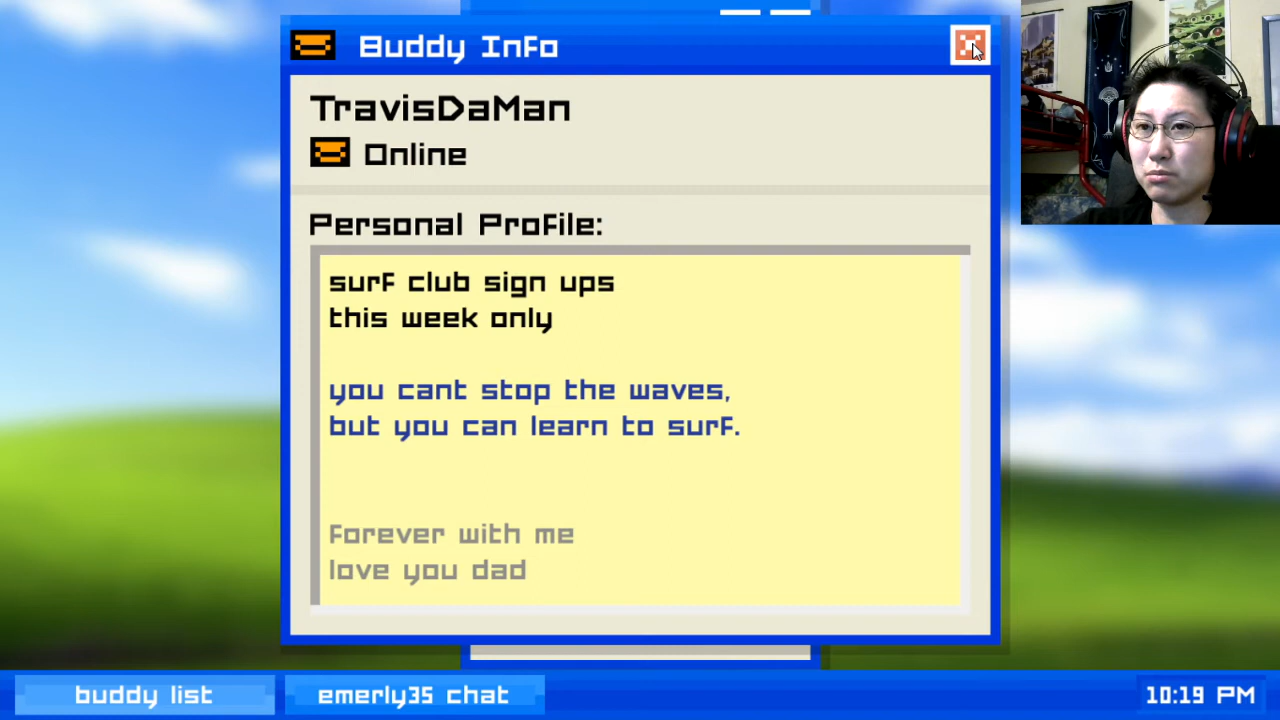 Buddy Info
TravisDaMan
Online
Personal Profile:
surf club sign ups
this week only
you cant stop the waves,
but you can learn to surf.
forever with me
love you dad
buddy list
emerly35 chat
10:19 PM